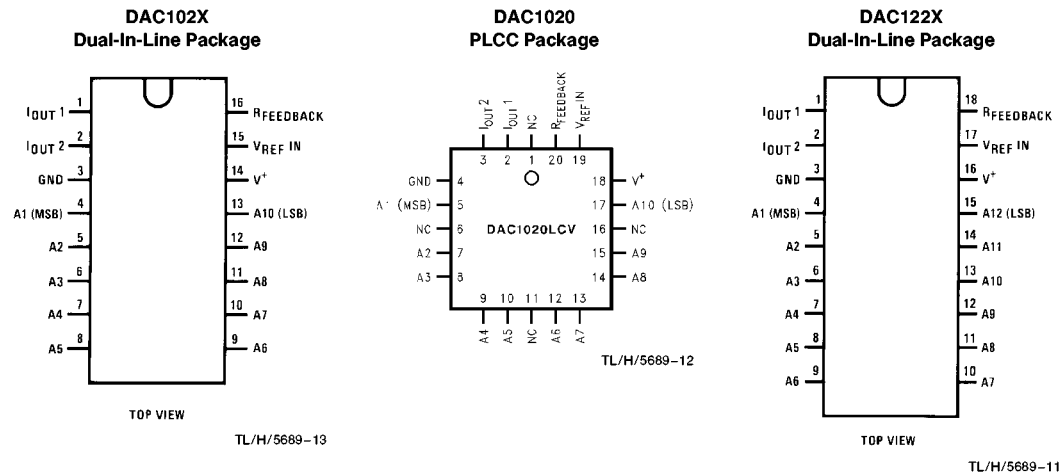 DAC102X
Dual-In-Line Package
IOUT 1
1
IOUT 2
2
GND
3
A1 (MSB)
4
A2
5
A3
6
A4
7
A5
8
16
RFEEDBACK
15
VREF IN
14
V+
13
A10 (LSB)
12
A9
11
A8
10
A7
9
A6
TOP VIEW
TL/H/5689–13
DAC1020
PLCC Package
IOUT2
IOUT1
NC
RFEEDBACK
VREF IN
3 2 1 20 19
GND 4
A1 (MSB) 5
NC 6
A2 7
A3 8
DAC1020LCV
18 V+
17 A10 (LSB)
16 NC
15 A9
14 A8
9 10 11 12 13
A4
A5
NC
A6
A7
TL/H/5689–12
DAC122X
Dual-In-Line Package
IOUT 1
1
IOUT 2
2
GND
3
A1 (MSB)
4
A2
5
A3
6
A4
7
A5
8
A6
9
18
RFEEDBACK
17
VREF IN
16
V+
15
A12 (LSB)
14
A11
13
A10
12
A9
11
A8
10
A7
TOP VIEW
TL/H/5689–11